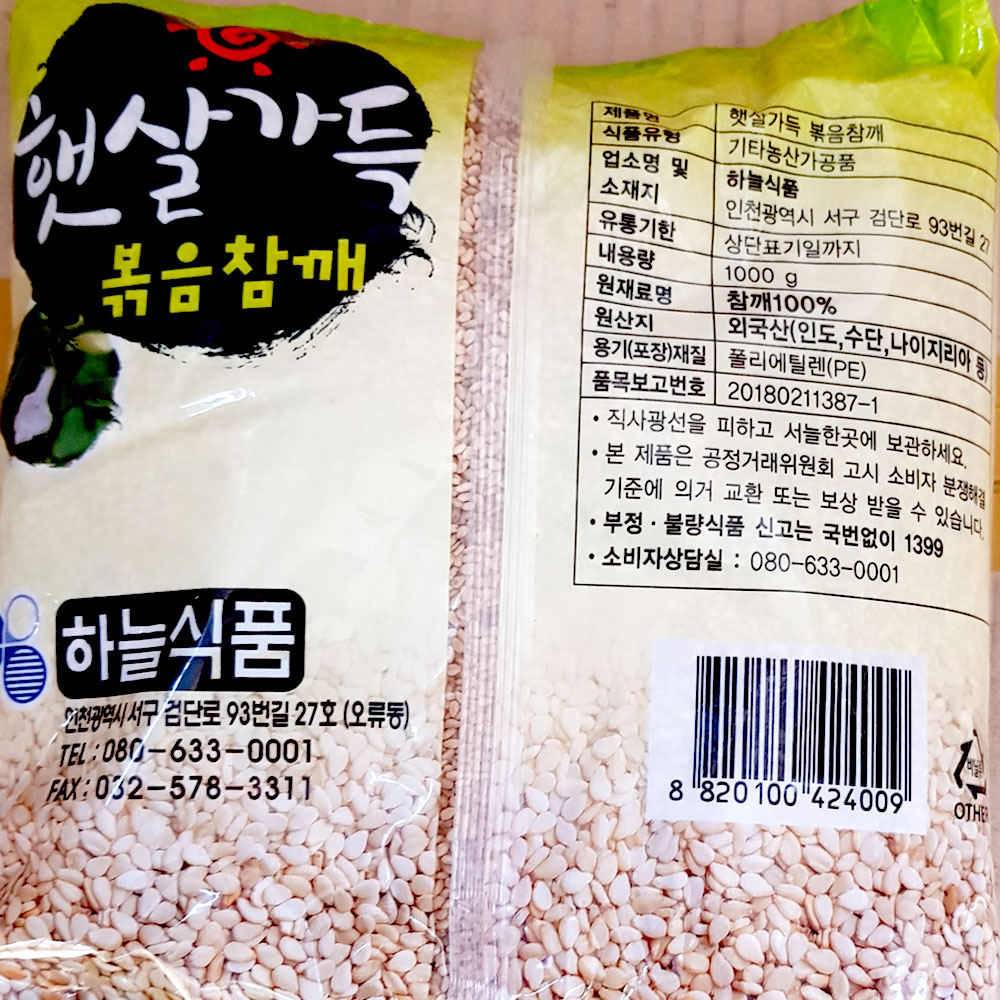 햇살가득
볶음참깨
하늘식품
인천광역시 서구 검단로 93번길 27호 (오류동)
TEL : 080-633-0001
FAX : 032-578-3311
제품명 햇살가득 볶음참깨
식품유형 기타농산가공품
업소명 및 하늘식품
소재지 인천광역시 서구 검단로 93번길 27
유통기한 상단표기일까지
내용량 1000 g
원재료명 참깨100%
원산지 외국산(인도,수단,나이지리아 등)
용기(포장)재질 폴리에틸렌(PE)
품목보고번호 20180211387-1
• 직사광선을 피하고 서늘한곳에 보관하세요.
• 본 제품은 공정거래위원회 고시 소비자 분쟁해결
기준에 의거 교환 또는 보상 받을 수 있습니다.
• 부정 · 불량식품 신고는 국번없이 1399
• 소비자상담실 : 080-633-0001
8 820100 424009
비닐류
OTHER